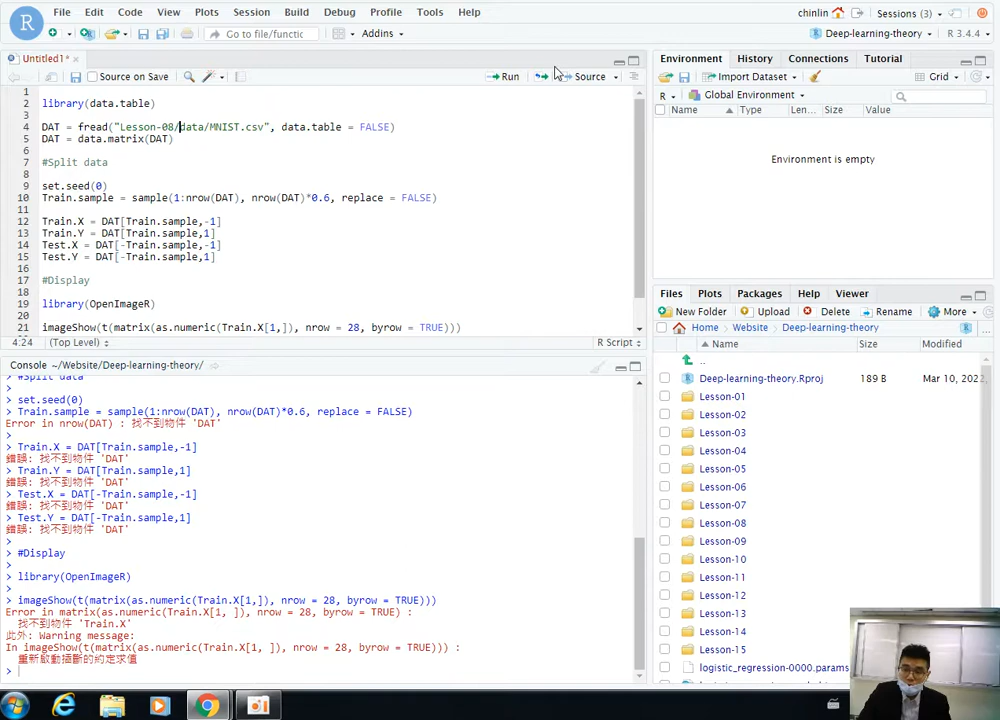 File Edit Code View Plots Session Build Debug Profile Tools Help
chinlin Sessions (3)
R
Go to file/functic
Addins
Deep-learning-theory
R 3.4.4
Untitled1*
Source on Save
Run
Source
1
2 library(data.table)
3
4 DAT = fread("Lesson-08/data/MNIST.csv", data.table = FALSE)
5 DAT = data.matrix(DAT)
6
7 #Split data
8
9 set.seed(0)
10 Train.sample = sample(1:nrow(DAT), nrow(DAT)*0.6, replace = FALSE)
11
12 Train.X = DAT[Train.sample,-1]
13 Train.Y = DAT[Train.sample,1]
14 Test.X = DAT[-Train.sample,-1]
15 Test.Y = DAT[-Train.sample,1]
16
17 #Display
18
19 library(OpenImageR)
20
21 imageShow(t(matrix(as.numeric(Train.X[1,]), nrow = 28, byrow = TRUE)))
4:24 (Top Level) R Script
Console ~/Website/Deep-learning-theory/
> #Split data
>
> set.seed(0)
> Train.sample = sample(1:nrow(DAT), nrow(DAT)*0.6, replace = FALSE)
Error in nrow(DAT) : 找不到物件 'DAT'
>
> Train.X = DAT[Train.sample,-1]
錯誤: 找不到物件 'DAT'
> Train.Y = DAT[Train.sample,1]
錯誤: 找不到物件 'DAT'
> Test.X = DAT[-Train.sample,-1]
錯誤: 找不到物件 'DAT'
> Test.Y = DAT[-Train.sample,1]
錯誤: 找不到物件 'DAT'
>
> #Display
>
> library(OpenImageR)
>
> imageShow(t(matrix(as.numeric(Train.X[1,]), nrow = 28, byrow = TRUE)))
Error in matrix(as.numeric(Train.X[1, ]), nrow = 28, byrow = TRUE) :
找不到物件 'Train.X'
此外: Warning message:
In imageShow(t(matrix(as.numeric(Train.X[1, ]), nrow = 28, byrow = TRUE))) :
重新啟動插斷的約定求值
>
Environment History Connections Tutorial
Import Dataset
Grid
R Global Environment
Name Type Len... Size Value
Environment is empty
Files Plots Packages Help Viewer
New Folder Upload Delete Rename More
Home Website Deep-learning-theory
Name Size Modified
..
Deep-learning-theory.Rproj 189 B Mar 10, 2022,
Lesson-01
Lesson-02
Lesson-03
Lesson-04
Lesson-05
Lesson-06
Lesson-07
Lesson-08
Lesson-09
Lesson-10
Lesson-11
Lesson-12
Lesson-13
Lesson-14
Lesson-15
logistic_regression-0000.params